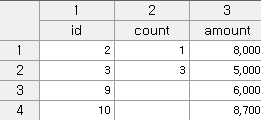 1 2 3
id count amount
1 2 1 8,000
2 3 3 5,000
3 9 6,000
4 10 8,700